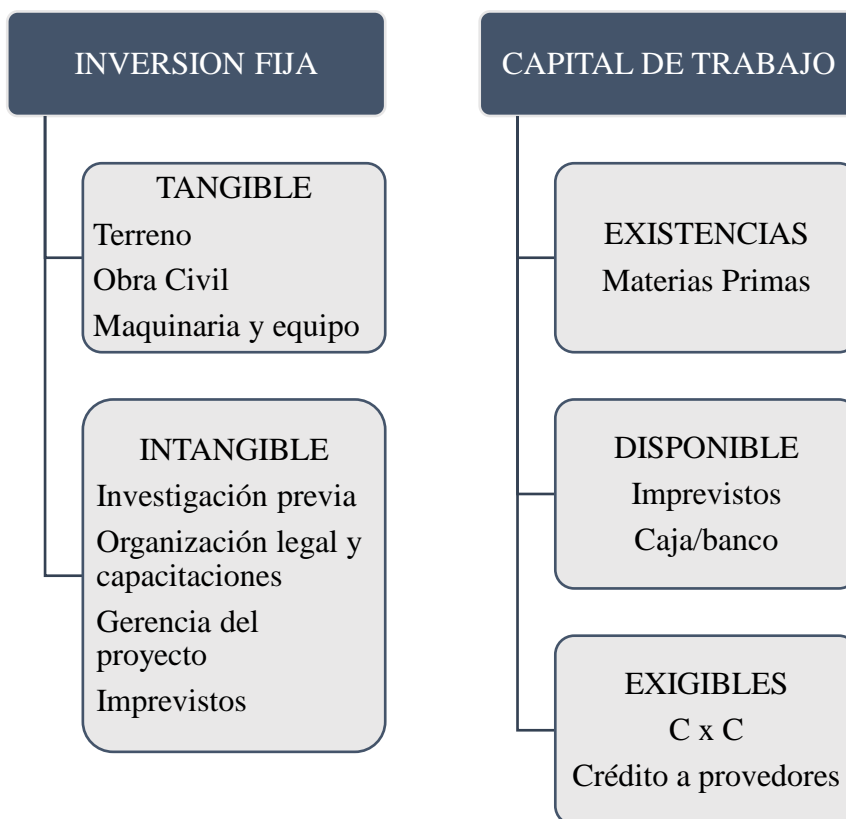 INVERSION FIJA
TANGIBLE
Terreno
Obra Civil
Maquinaria y equipo
INTANGIBLE
Investigación previa
Organización legal y
capacitaciones
Gerencia del
proyecto
Imprevistos
CAPITAL DE TRABAJO
EXISTENCIAS
Materias Primas
DISPONIBLE
Imprevistos
Caja/banco
EXIGIBLES
C x C
Crédito a provedores